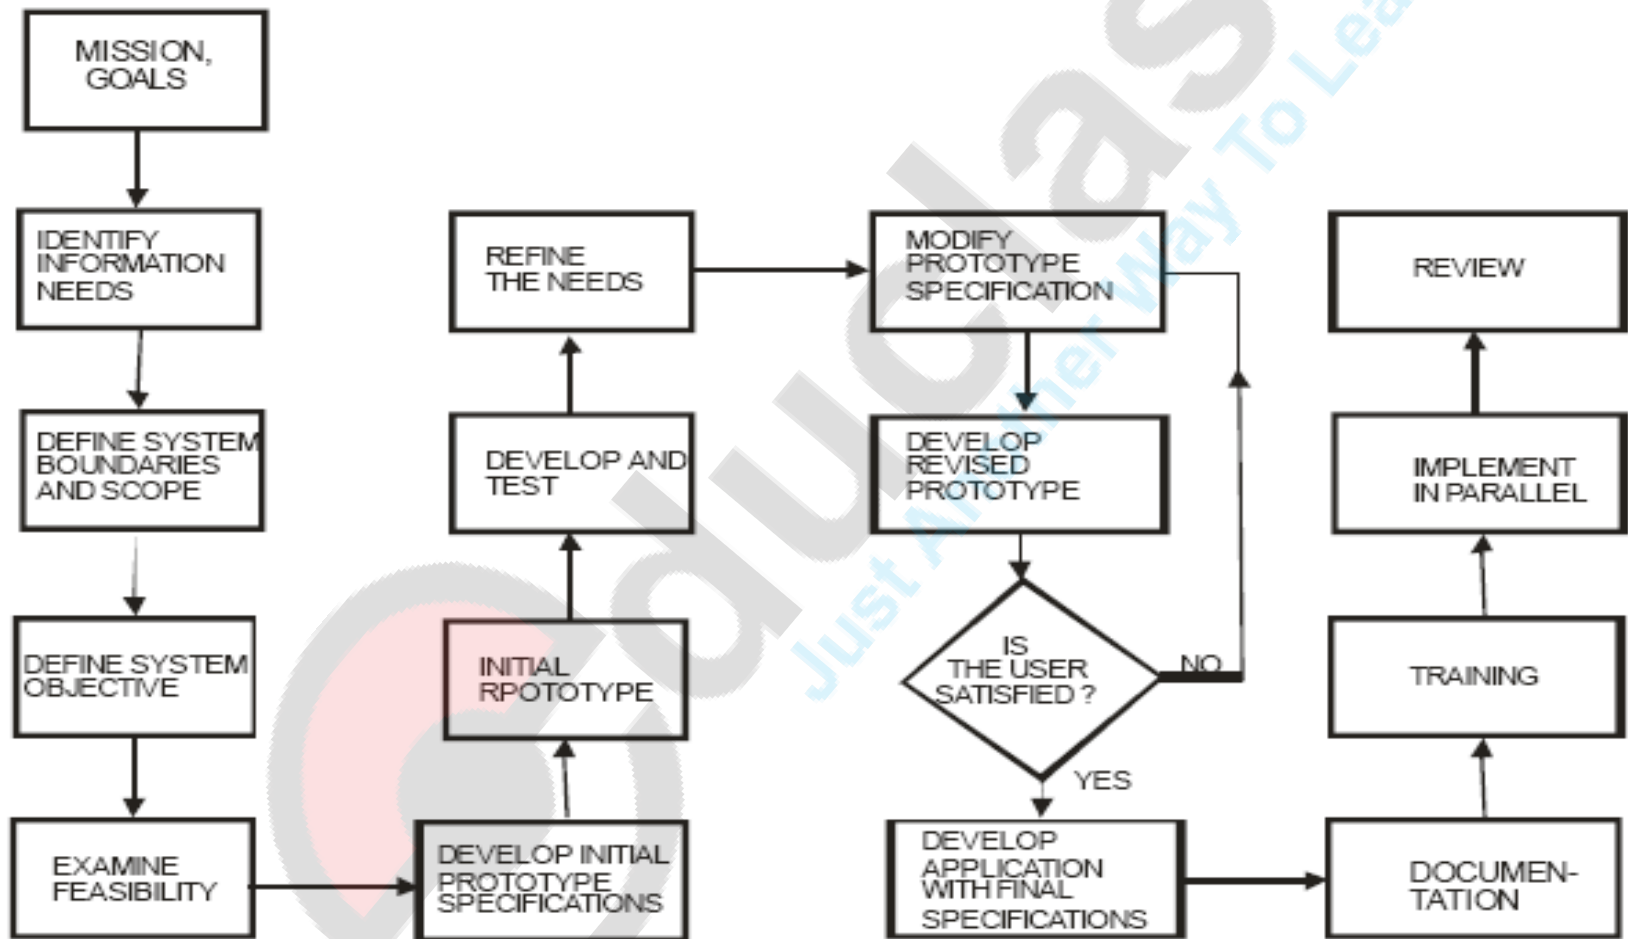 MISSION,
GOALS
IDENTIFY
INFORMATION
NEEDS
DEFINE SYSTEM
BOUNDARIES
AND SCOPE
DEFINE SYSTEM
OBJECTIVE
EXAMINE
FEASIBILITY
DEVELOP INITIAL
PROTOTYPE
SPECIFICATIONS
INITIAL
RPOTOTYPE
DEVELOP AND
TEST
REFINE
THE NEEDS
MODIFY
PROTOTYPE
SPECIFICATION
DEVELOP
REVISED
PROTOTYPE
IS
THE USER
SATISFIED ?
NO
YES
DEVELOP
APPLICATION
WITH FINAL
SPECIFICATIONS
DOCUMEN-
TATION
TRAINING
IMPLEMENT
IN PARALLEL
REVIEW
educlas
Just Another Way To Lea